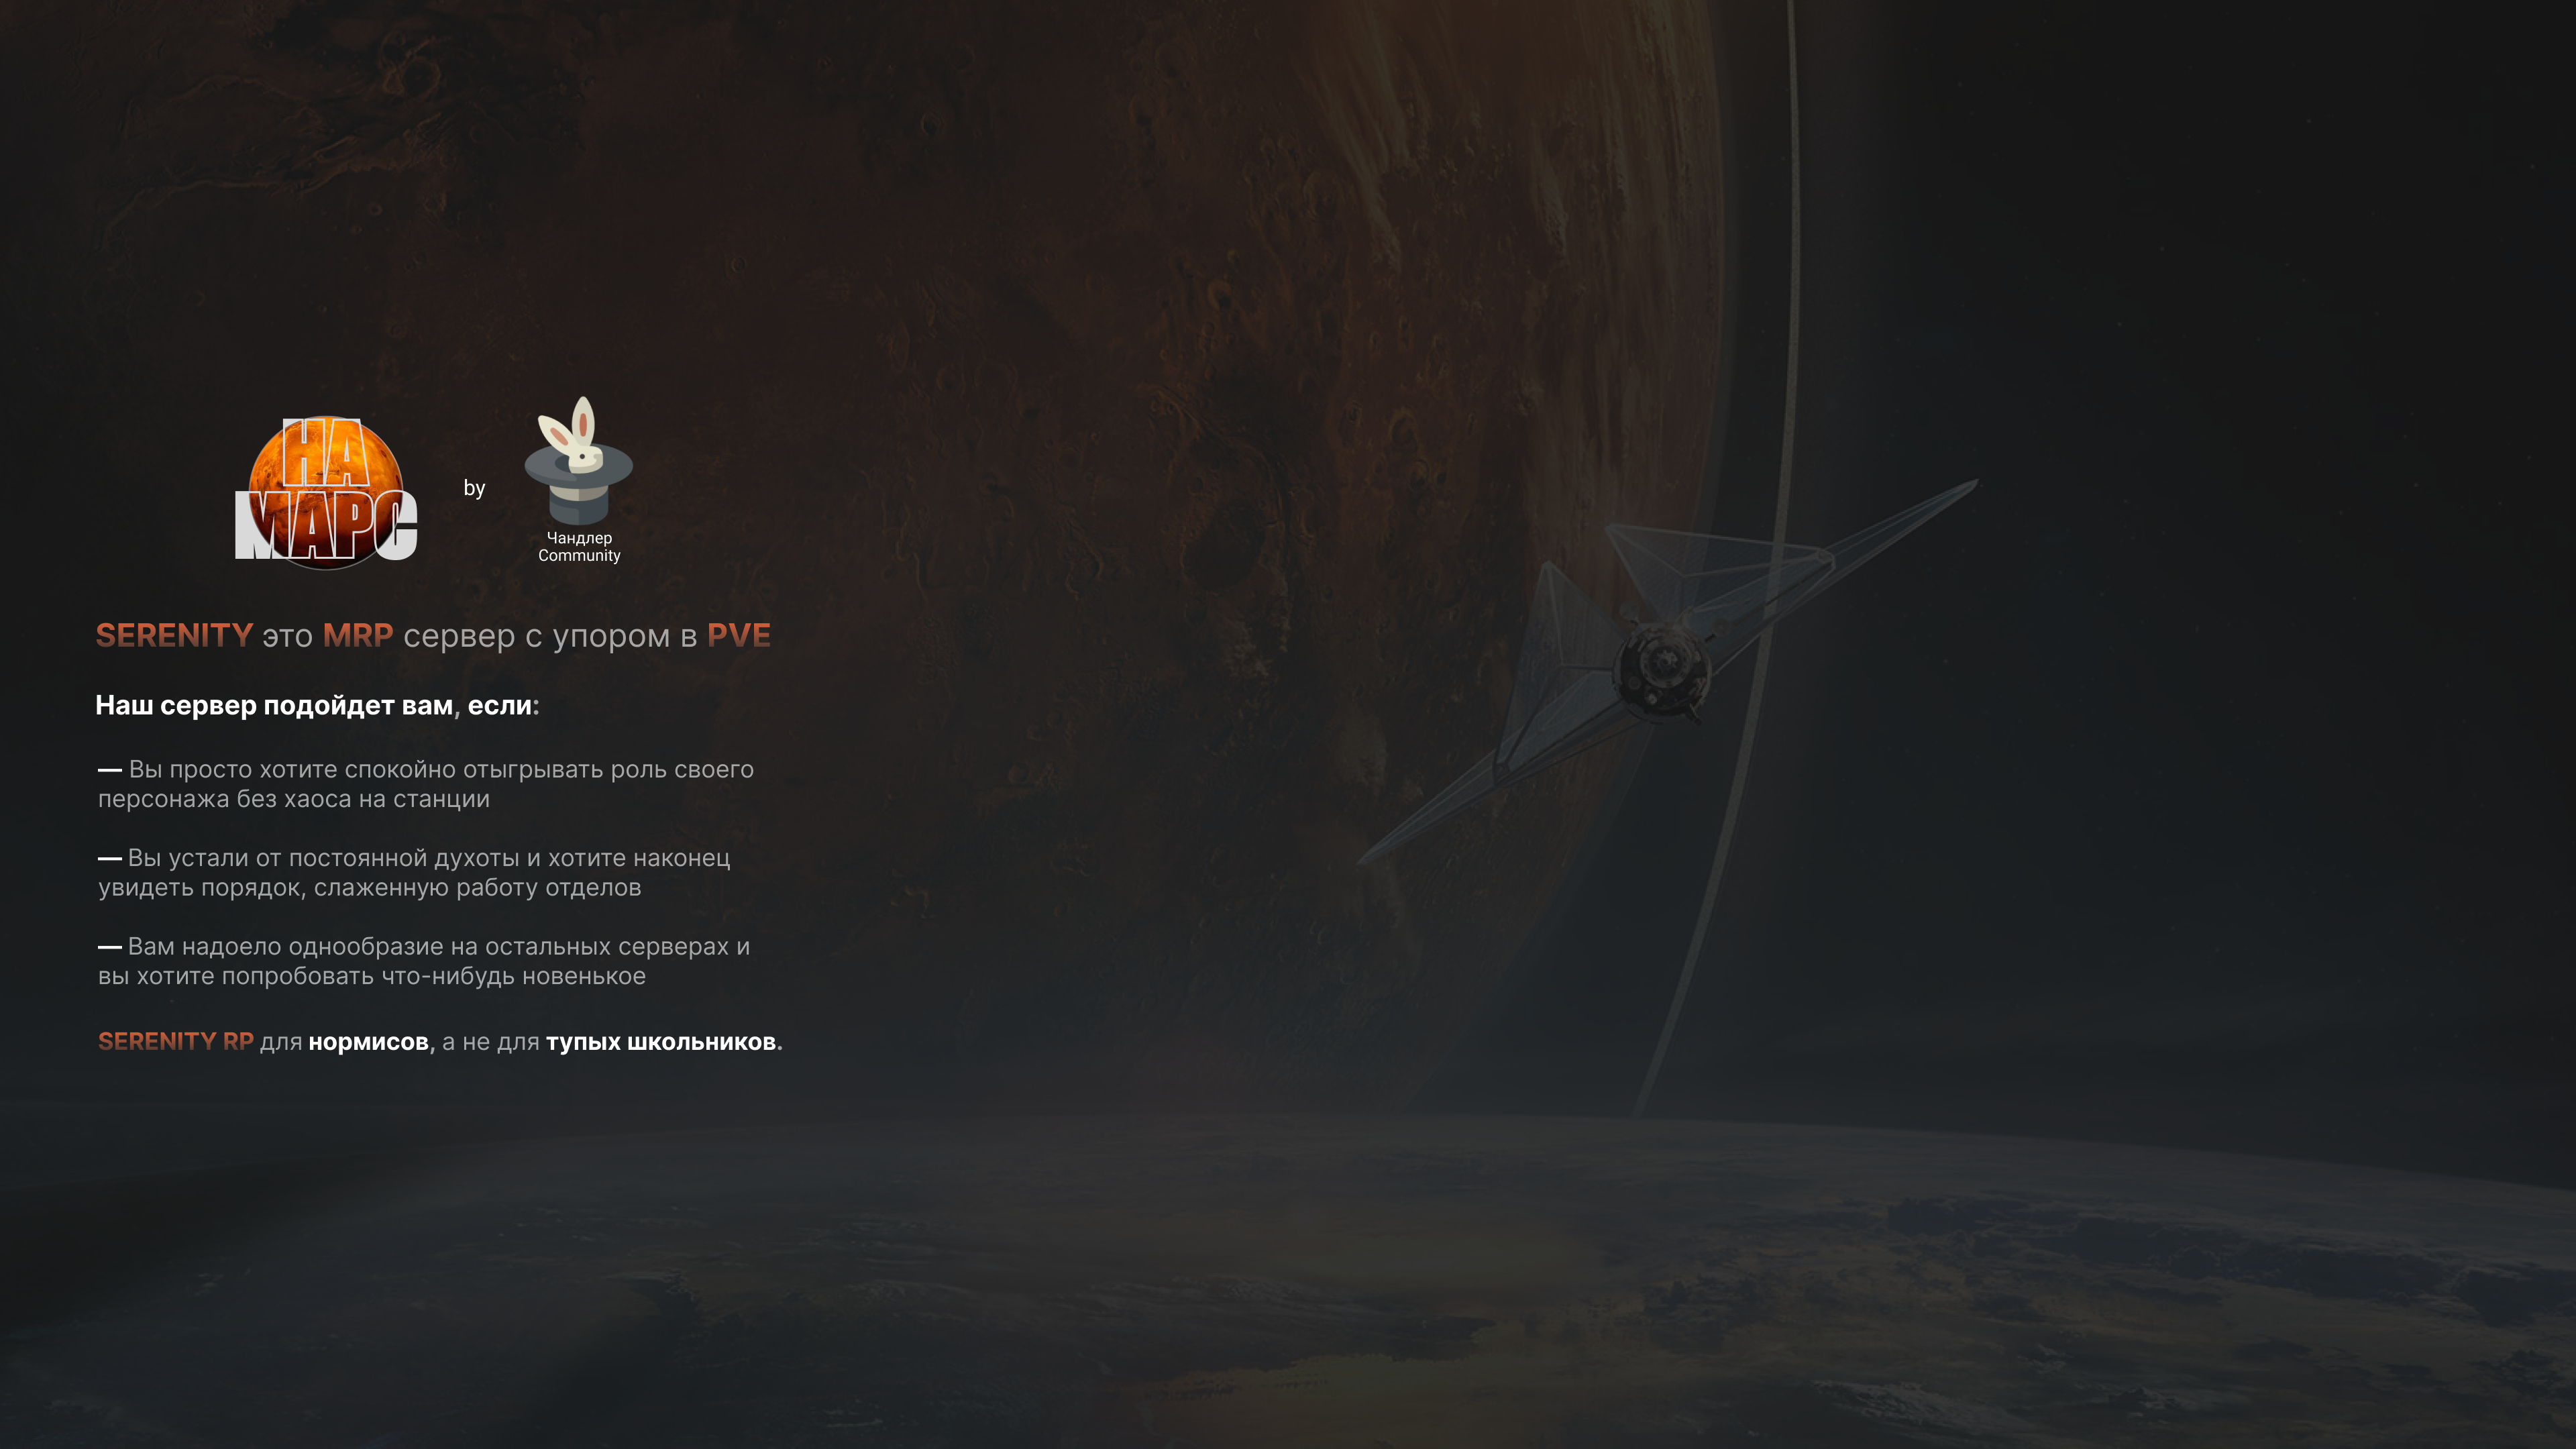 НА
МАРС
by
Чандлер
Community
SERENITY это MRP сервер с упором в PVE
Наш сервер подойдет вам, если:
— Вы просто хотите спокойно отыгрывать роль своего
персонажа без хаоса на станции
— Вы устали от постоянной духоты и хотите наконец
увидеть порядок, слаженную работу отделов
— Вам надоело однообразие на остальных серверах и
вы хотите попробовать что-нибудь новенькое
SERENITY RP для нормисов, а не для тупых школьников.